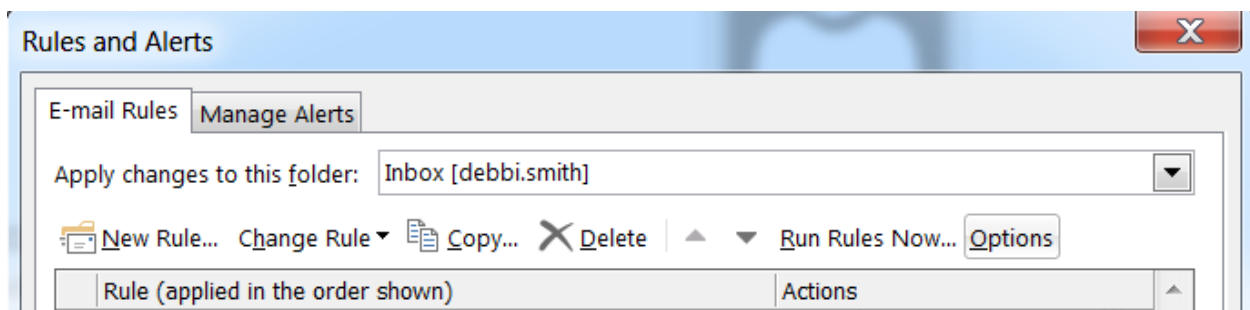 Rules and Alerts
E-mail Rules Manage Alerts
Apply changes to this folder: Inbox [debbi.smith]
New Rule... Change Rule Copy... Delete Run Rules Now... Options
Rule (applied in the order shown) Actions